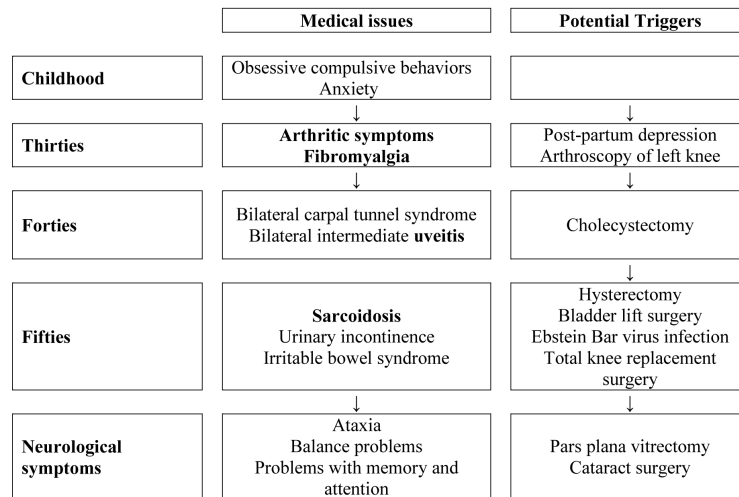 Medical issues
Potential Triggers
Childhood
Obsessive compulsive behaviors
Anxiety
↓
↓
Thirties
Arthritic symptoms
Fibromyalgia
Post-partum depression
Arthroscopy of left knee
↓
↓
Forties
Bilateral carpal tunnel syndrome
Bilateral intermediate uveitis
Cholecystectomy
↓
Fifties
Sarcoidosis
Urinary incontinence
Irritable bowel syndrome
Hysterectomy
Bladder lift surgery
Ebstein Bar virus infection
Total knee replacement
surgery
↓
↓
Neurological
symptoms
Ataxia
Balance problems
Problems with memory and
attention
Pars plana vitrectomy
Cataract surgery